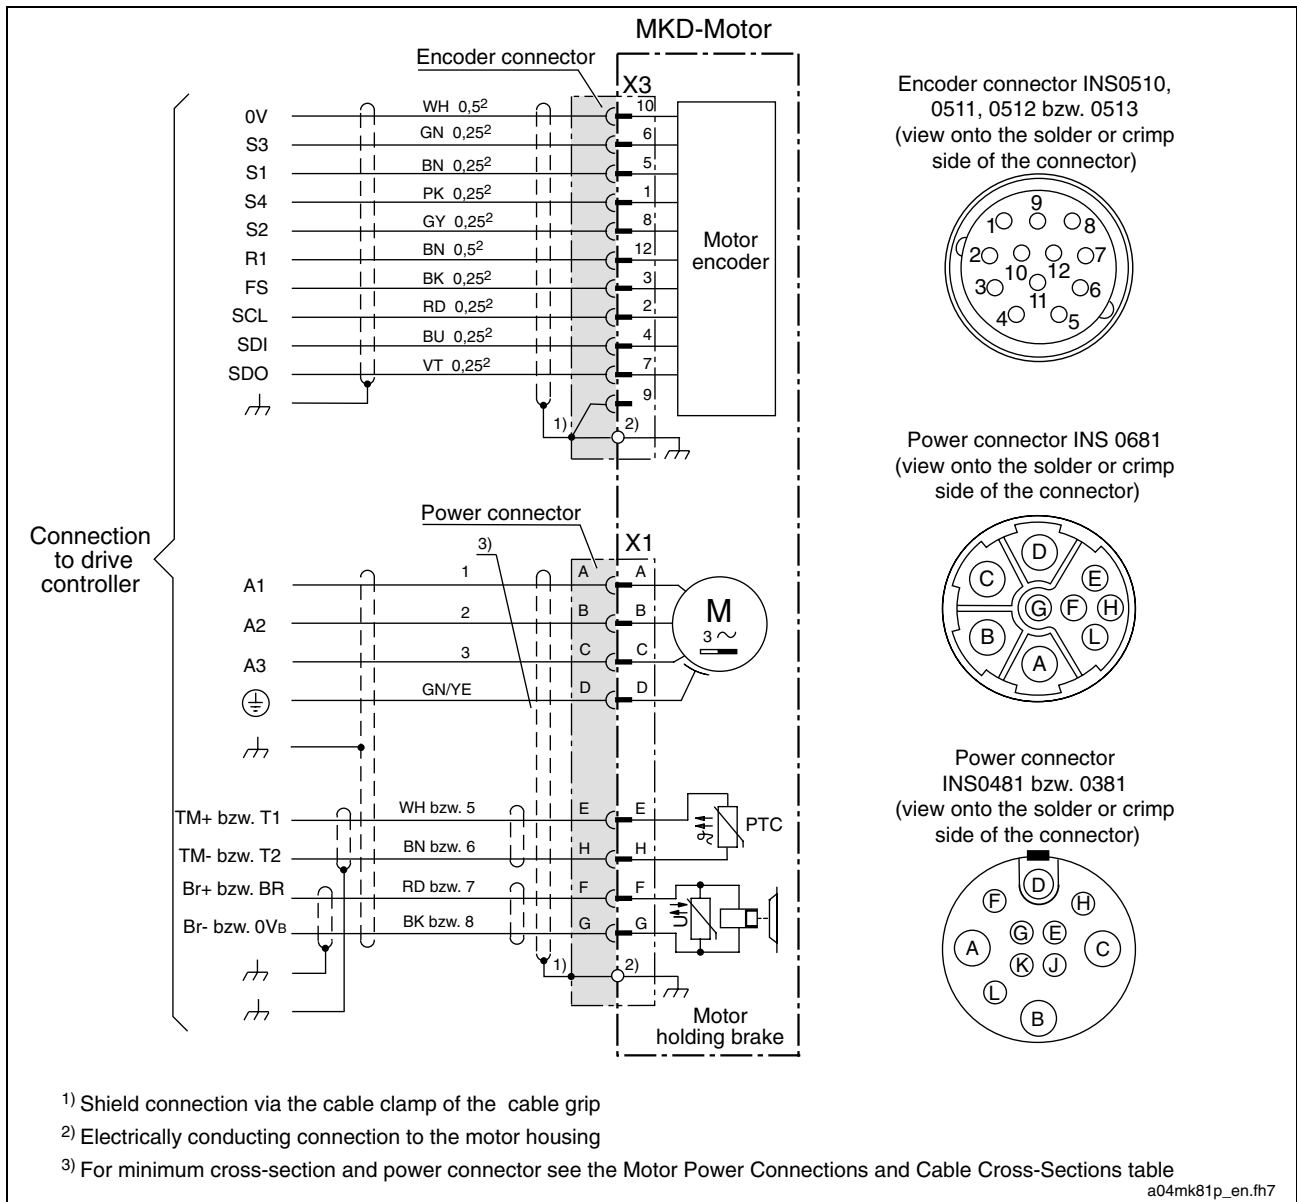 MKD-Motor
Encoder connector
X3
0V WH 0,5² 10
S3 GN 0,25² 6
S1 BN 0,25² 5
S4 PK 0,25² 1
S2 GY 0,25² 8
R1 BN 0,5² 12
FS BK 0,25² 3
SCL RD 0,25² 2
SDI BU 0,25² 4
SDO VT 0,25² 7
9
1) 2)
Motor
encoder
Connection
to drive
controller
Power connector
X1
3)
A1 1 A A
A2 2 B B
A3 3 C C
GN/YE D D
M
3 ~
TM+ bzw. T1 WH bzw. 5 E E
TM- bzw. T2 BN bzw. 6 H H
ϑ
PTC
Br+ bzw. BR RD bzw. 7 F F
Br- bzw. 0VB BK bzw. 8 G G
U
1) 2)
Motor
holding brake
Encoder connector INS0510,
0511, 0512 bzw. 0513
(view onto the solder or crimp
side of the connector)
9
1 8
2 10 12 7
3 11 6
4 5
Power connector INS 0681
(view onto the solder or crimp
side of the connector)
D
C E
G F H
B L
A
Power connector
INS0481 bzw. 0381
(view onto the solder or crimp
side of the connector)
D
F H
G E
A C
K J
L
B
1) Shield connection via the cable clamp of the cable grip
2) Electrically conducting connection to the motor housing
3) For minimum cross-section and power connector see the Motor Power Connections and Cable Cross-Sections table
a04mk81p_en.fh7